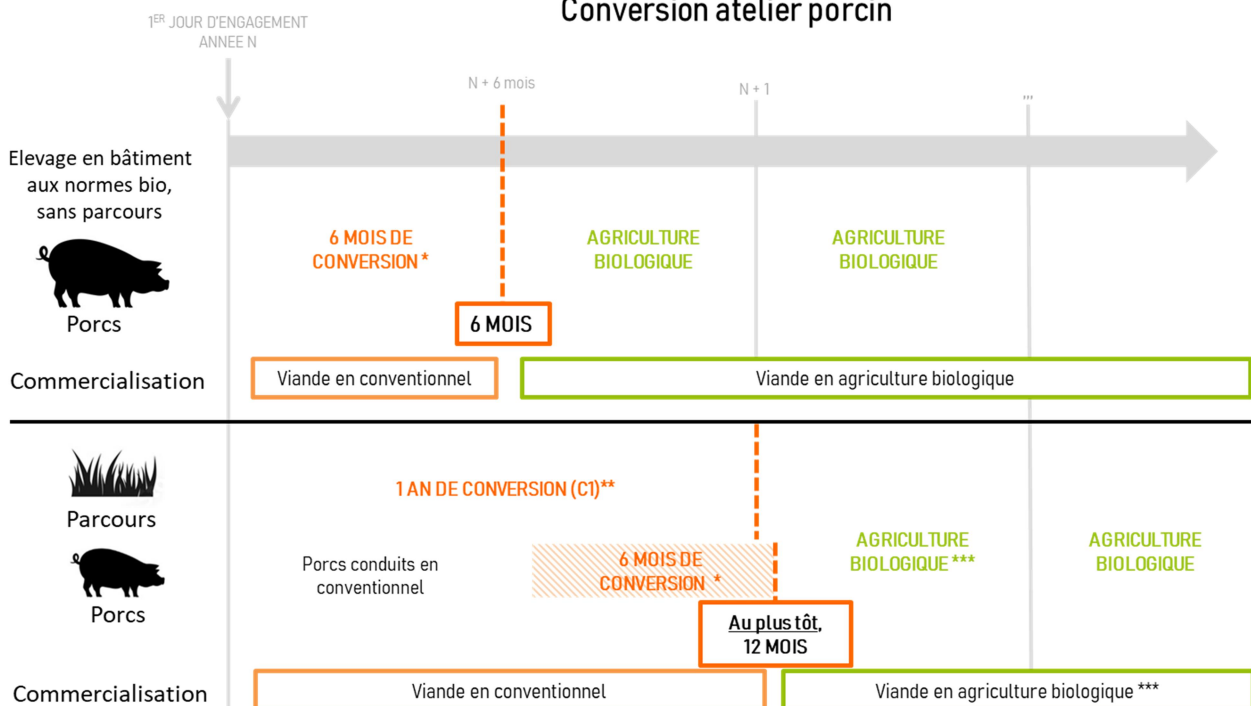 Conversion atelier porcin
1ER JOUR D'ENGAGEMENT
ANNEE N
N + 6 mois
N + 1
,,,
Elevage en bâtiment
aux normes bio,
sans parcours
Porcs
6 MOIS DE
CONVERSION *
AGRICULTURE
BIOLOGIQUE
AGRICULTURE
BIOLOGIQUE
6 MOIS
Commercialisation
Viande en conventionnel
Viande en agriculture biologique
Parcours
1 AN DE CONVERSION (C1)**
Porcs
Porcs conduits en
conventionnel
6 MOIS DE
CONVERSION *
AGRICULTURE
BIOLOGIQUE ***
AGRICULTURE
BIOLOGIQUE
Au plus tôt,
12 MOIS
Commercialisation
Viande en conventionnel
Viande en agriculture biologique ***